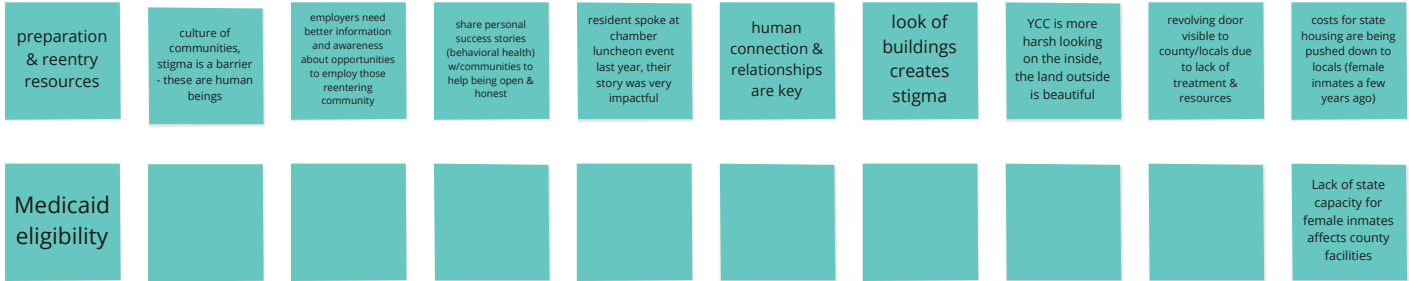 preparation
& reentry
resources
culture of
communities,
stigma is a barrier
- these are human
beings
employers need
better information
and awareness
about opportunities
to employ those
reentering
community
share personal
success stories
(behavioral health)
w/communities to
help being open &
honest
resident spoke at
chamber
luncheon event
last year, their
story was very
impactful
human
connection &
relationships
are key
look of
buildings
creates
stigma
YCC is more
harsh looking
on the inside,
the land outside
is beautiful
revolving door
visible to
county/locals due
to lack of
treatment &
resources
costs for state
housing are being
pushed down to
locals (female
inmates a few
years ago)
Medicaid
eligibility
Lack of state
capacity for
female inmates
affects county
facilities